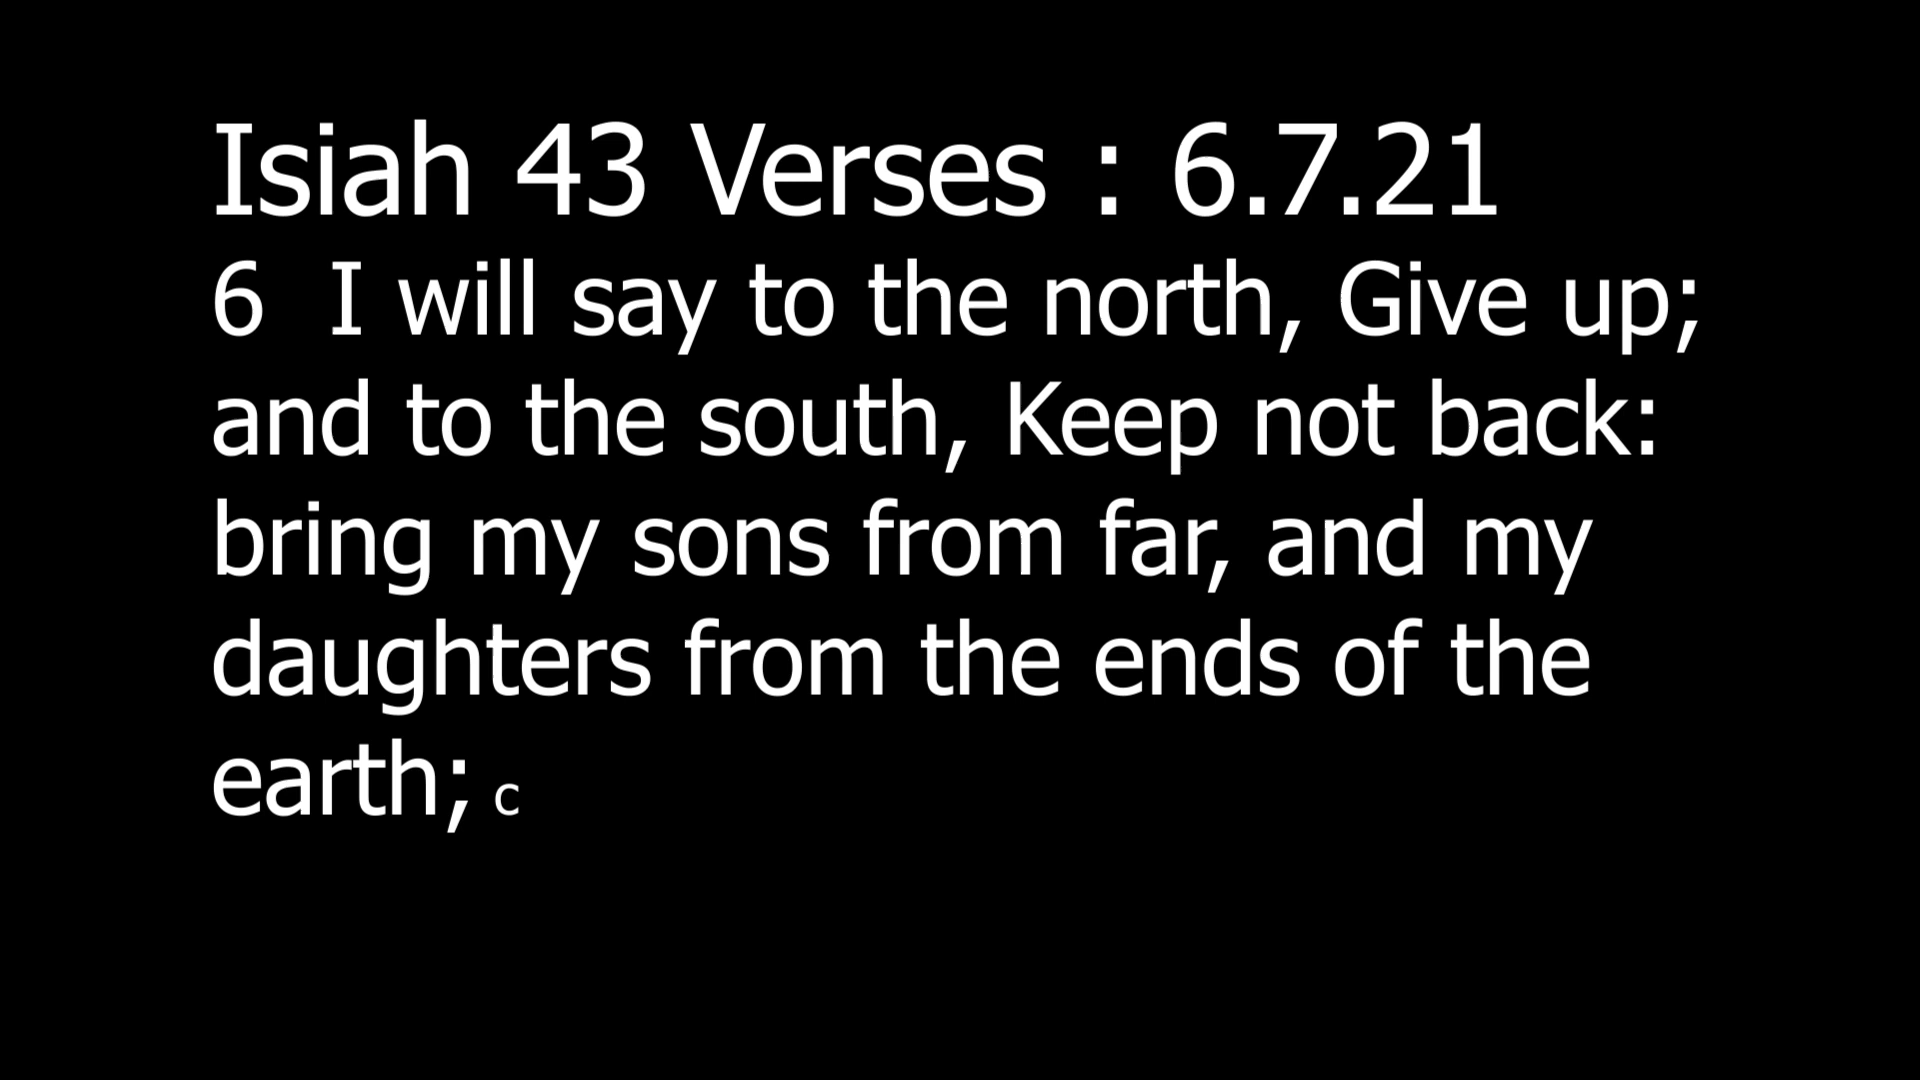 Isiah 43 Verses : 6.7.21
6  I will say to the north, Give up;
and to the south, Keep not back:
bring my sons from far, and my
daughters from the ends of the
earth; c